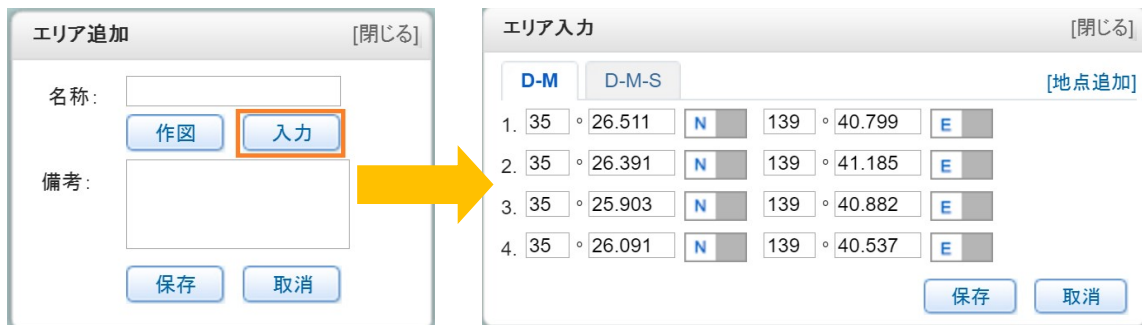 エリア追加 [閉じる]
名称:
作図 入力
備考:
保存 取消
エリア入力 [閉じる]
D-M D-M-S [地点追加]
1. 35 ° 26.511 N 139 ° 40.799 E
2. 35 ° 26.391 N 139 ° 41.185 E
3. 35 ° 25.903 N 139 ° 40.882 E
4. 35 ° 26.091 N 139 ° 40.537 E
保存 取消